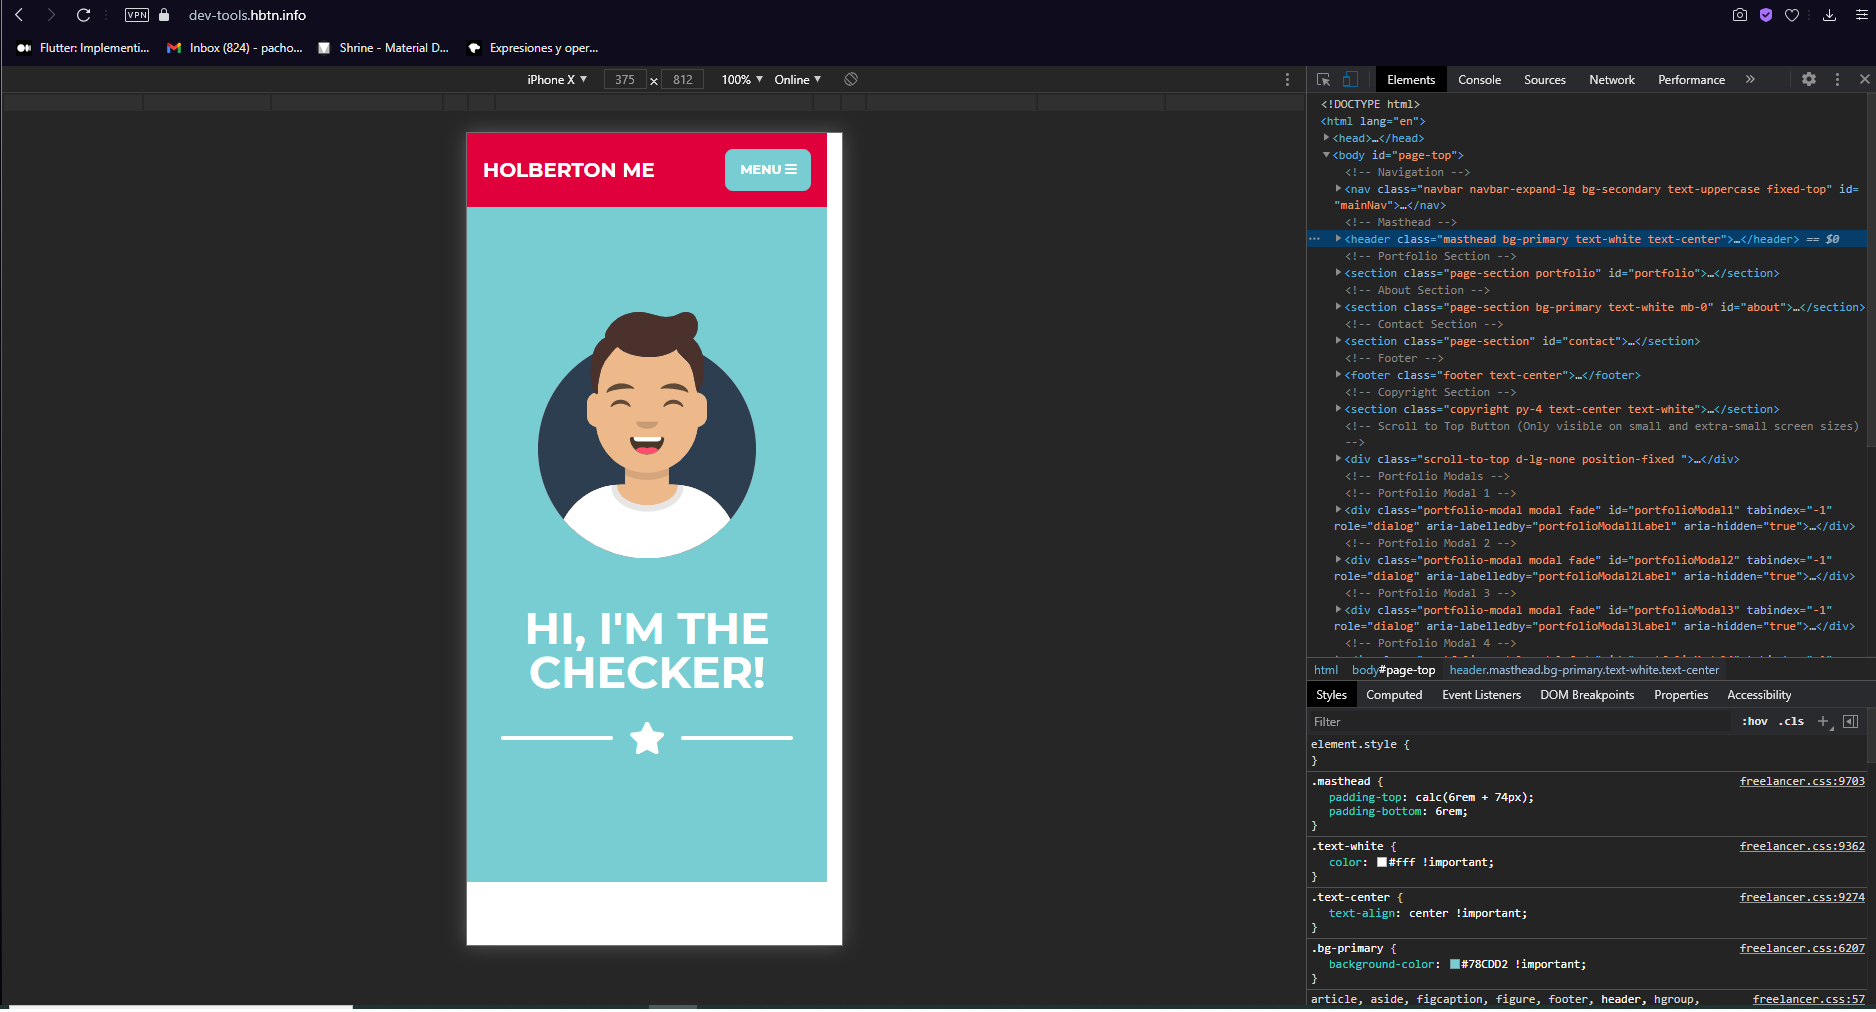 VPN dev-tools.hbtn.info
Flutter: Implementi... Inbox (824) - pacho... Shrine - Material D... Expresiones y oper...
iPhone X ▼ 375 × 812 100% ▼ Online ▼
HOLBERTON ME MENU
HI, I'M THE
CHECKER!
Elements Console Sources Network Performance »
<!DOCTYPE html>
<html lang="en">
▶<head>…</head>
▼<body id="page-top">
<!-- Navigation -->
▶<nav class="navbar navbar-expand-lg bg-secondary text-uppercase fixed-top" id=
"mainNav">…</nav>
<!-- Masthead -->
▶<header class="masthead bg-primary text-white text-center">…</header> == $0
<!-- Portfolio Section -->
▶<section class="page-section portfolio" id="portfolio">…</section>
<!-- About Section -->
▶<section class="page-section bg-primary text-white mb-0" id="about">…</section>
<!-- Contact Section -->
▶<section class="page-section" id="contact">…</section>
<!-- Footer -->
▶<footer class="footer text-center">…</footer>
<!-- Copyright Section -->
▶<section class="copyright py-4 text-center text-white">…</section>
<!-- Scroll to Top Button (Only visible on small and extra-small screen sizes)
-->
▶<div class="scroll-to-top d-lg-none position-fixed ">…</div>
<!-- Portfolio Modals -->
<!-- Portfolio Modal 1 -->
▶<div class="portfolio-modal modal fade" id="portfolioModal1" tabindex="-1"
role="dialog" aria-labelledby="portfolioModal1Label" aria-hidden="true">…</div>
<!-- Portfolio Modal 2 -->
▶<div class="portfolio-modal modal fade" id="portfolioModal2" tabindex="-1"
role="dialog" aria-labelledby="portfolioModal2Label" aria-hidden="true">…</div>
<!-- Portfolio Modal 3 -->
▶<div class="portfolio-modal modal fade" id="portfolioModal3" tabindex="-1"
role="dialog" aria-labelledby="portfolioModal3Label" aria-hidden="true">…</div>
<!-- Portfolio Modal 4 -->
html body#page-top header.masthead.bg-primary.text-white.text-center
Styles Computed Event Listeners DOM Breakpoints Properties Accessibility
Filter :hov .cls +
element.style {
}
.masthead { freelancer.css:9703
padding-top: calc(6rem + 74px);
padding-bottom: 6rem;
}
.text-white { freelancer.css:9362
color: #fff !important;
}
.text-center { freelancer.css:9274
text-align: center !important;
}
.bg-primary { freelancer.css:6207
background-color: #78CDD2 !important;
}
article, aside, figcaption, figure, footer, header, hgroup, freelancer.css:57